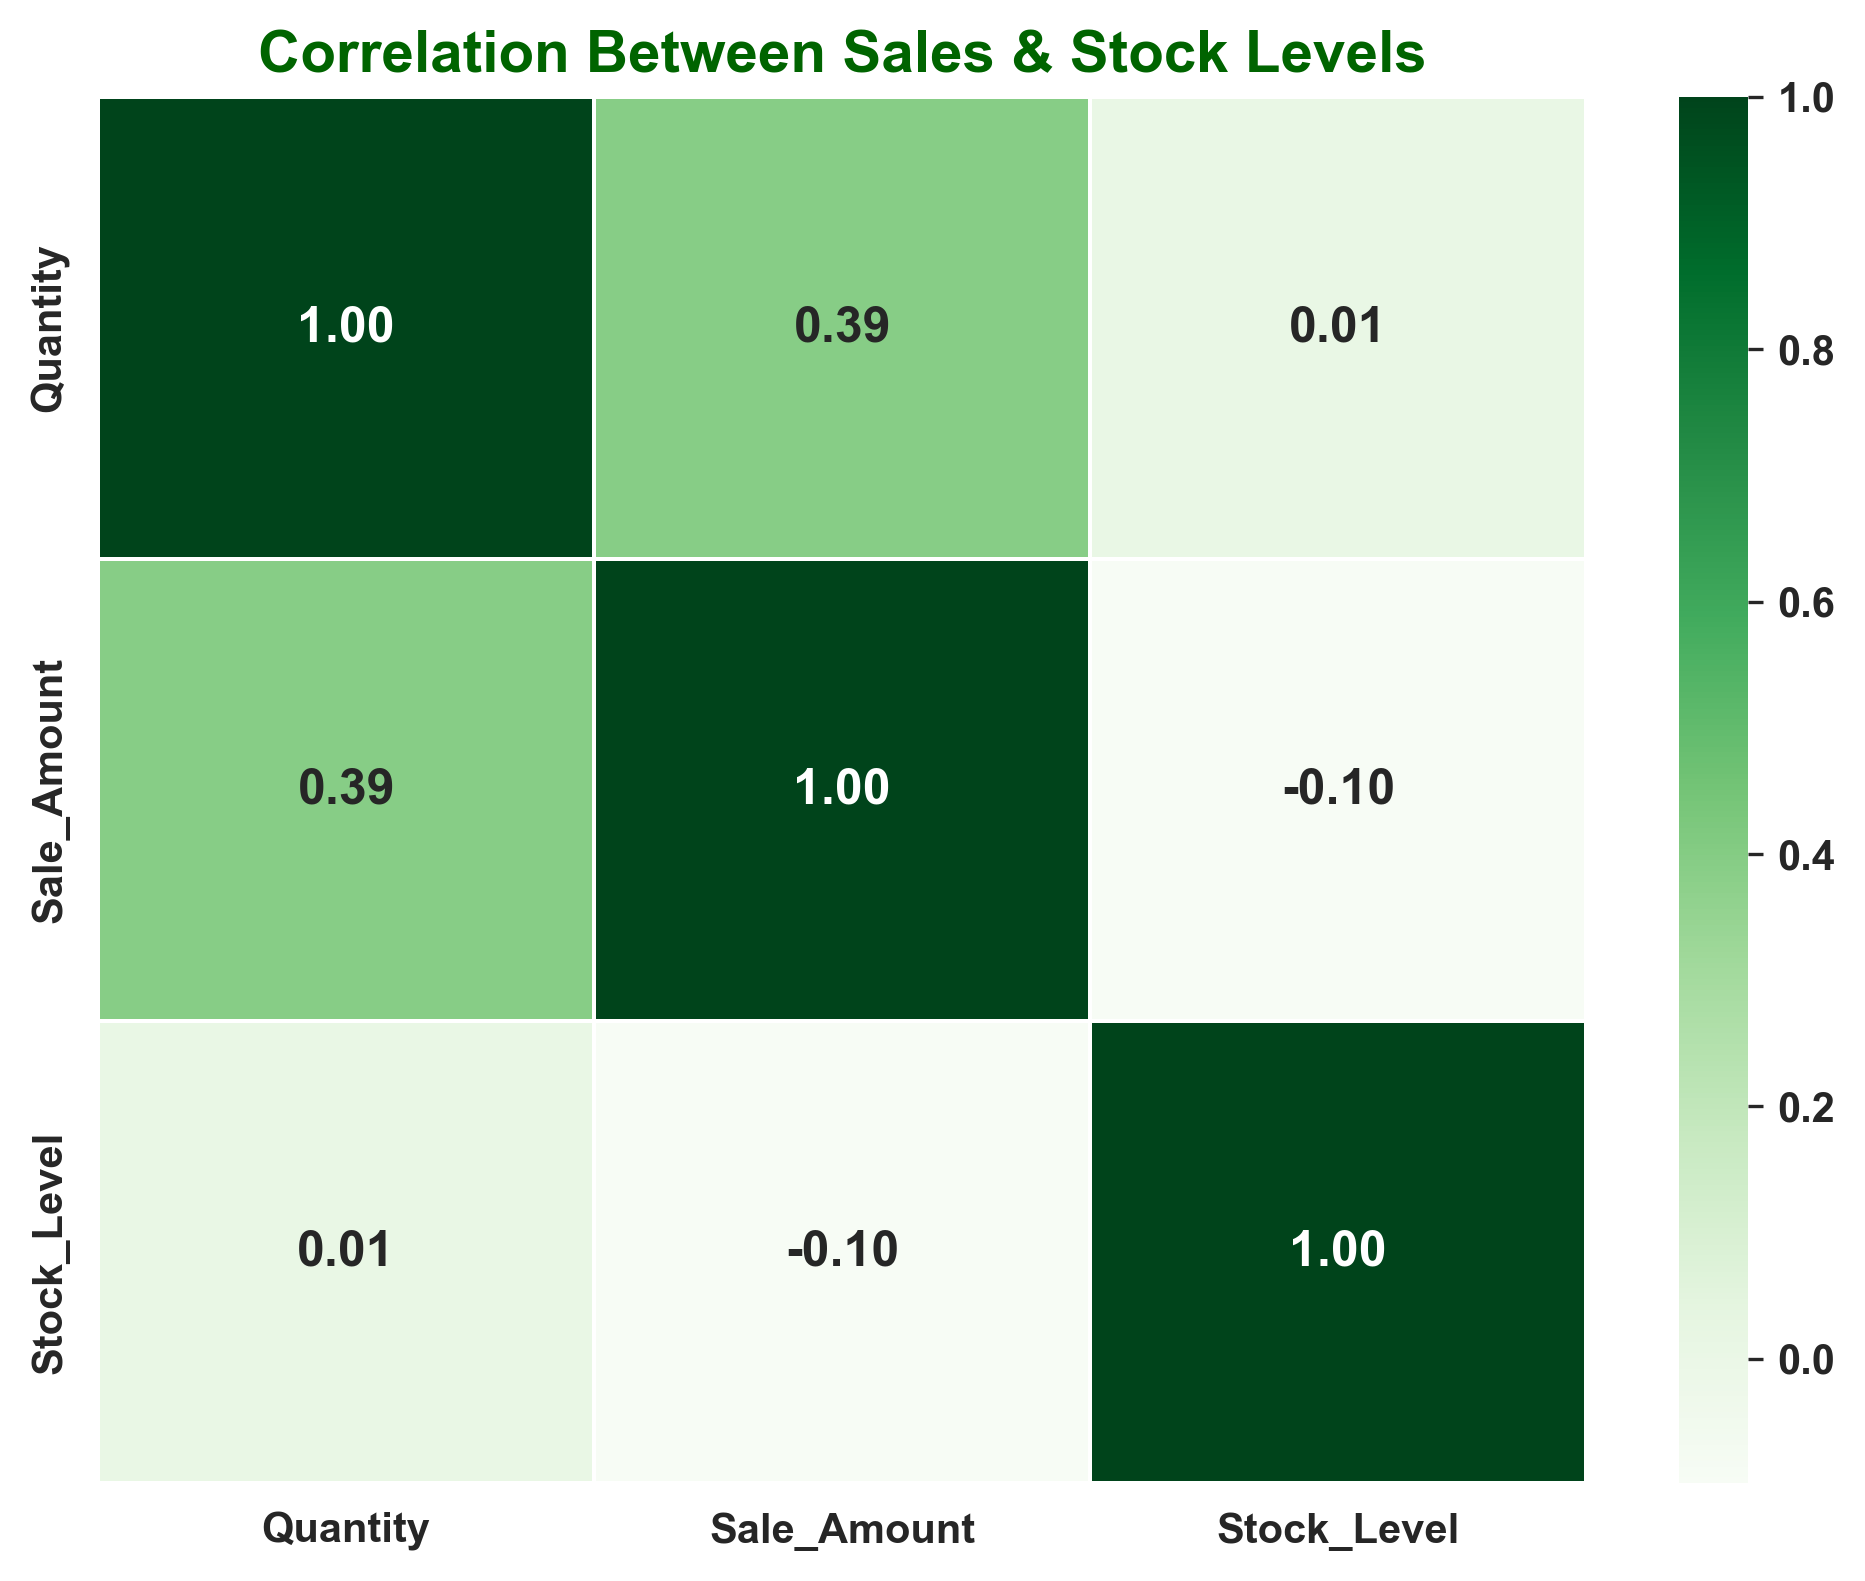 Correlation Between Sales & Stock Levels
1.0
Quantity
1.00
0.39
0.01
0.8
0.6
Sale_Amount
0.39
1.00
-0.10
0.4
0.2
Stock_Level
0.01
-0.10
1.00
0.0
Quantity
Sale_Amount
Stock_Level